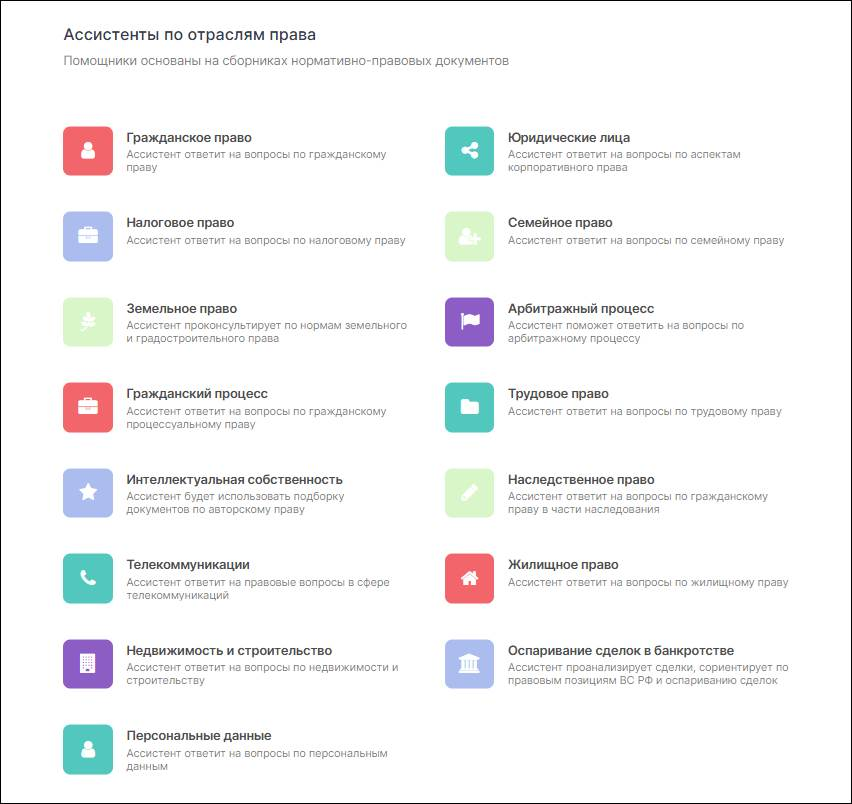 Ассистенты по отраслям права
Помощники основаны на сборниках нормативно-правовых документов
Гражданское право
Ассистент ответит на вопросы по гражданскому
праву
Юридические лица
Ассистент ответит на вопросы по аспектам
корпоративного права
Налоговое право
Ассистент ответит на вопросы по налоговому праву
Семейное право
Ассистент ответит на вопросы по семейному праву
Земельное право
Ассистент проконсультирует по нормам земельного
и градостроительного права
Арбитражный процесс
Ассистент поможет ответить на вопросы по
арбитражному процессу
Гражданский процесс
Ассистент ответит на вопросы по гражданскому
процессуальному праву
Трудовое право
Ассистент ответит на вопросы по трудовому праву
Интеллектуальная собственность
Ассистент будет использовать подборку
документов по авторскому праву
Наследственное право
Ассистент ответит на вопросы по гражданскому
праву в части наследования
Телекоммуникации
Ассистент ответит на правовые вопросы в сфере
телекоммуникаций
Жилищное право
Ассистент ответит на вопросы по жилищному праву
Недвижимость и строительство
Ассистент ответит на вопросы по недвижимости и
строительству
Оспаривание сделок в банкротстве
Ассистент проанализирует сделки, сориентирует по
правовым позициям ВС РФ и оспариванию сделок
Персональные данные
Ассистент ответит на вопросы по персональным
данным